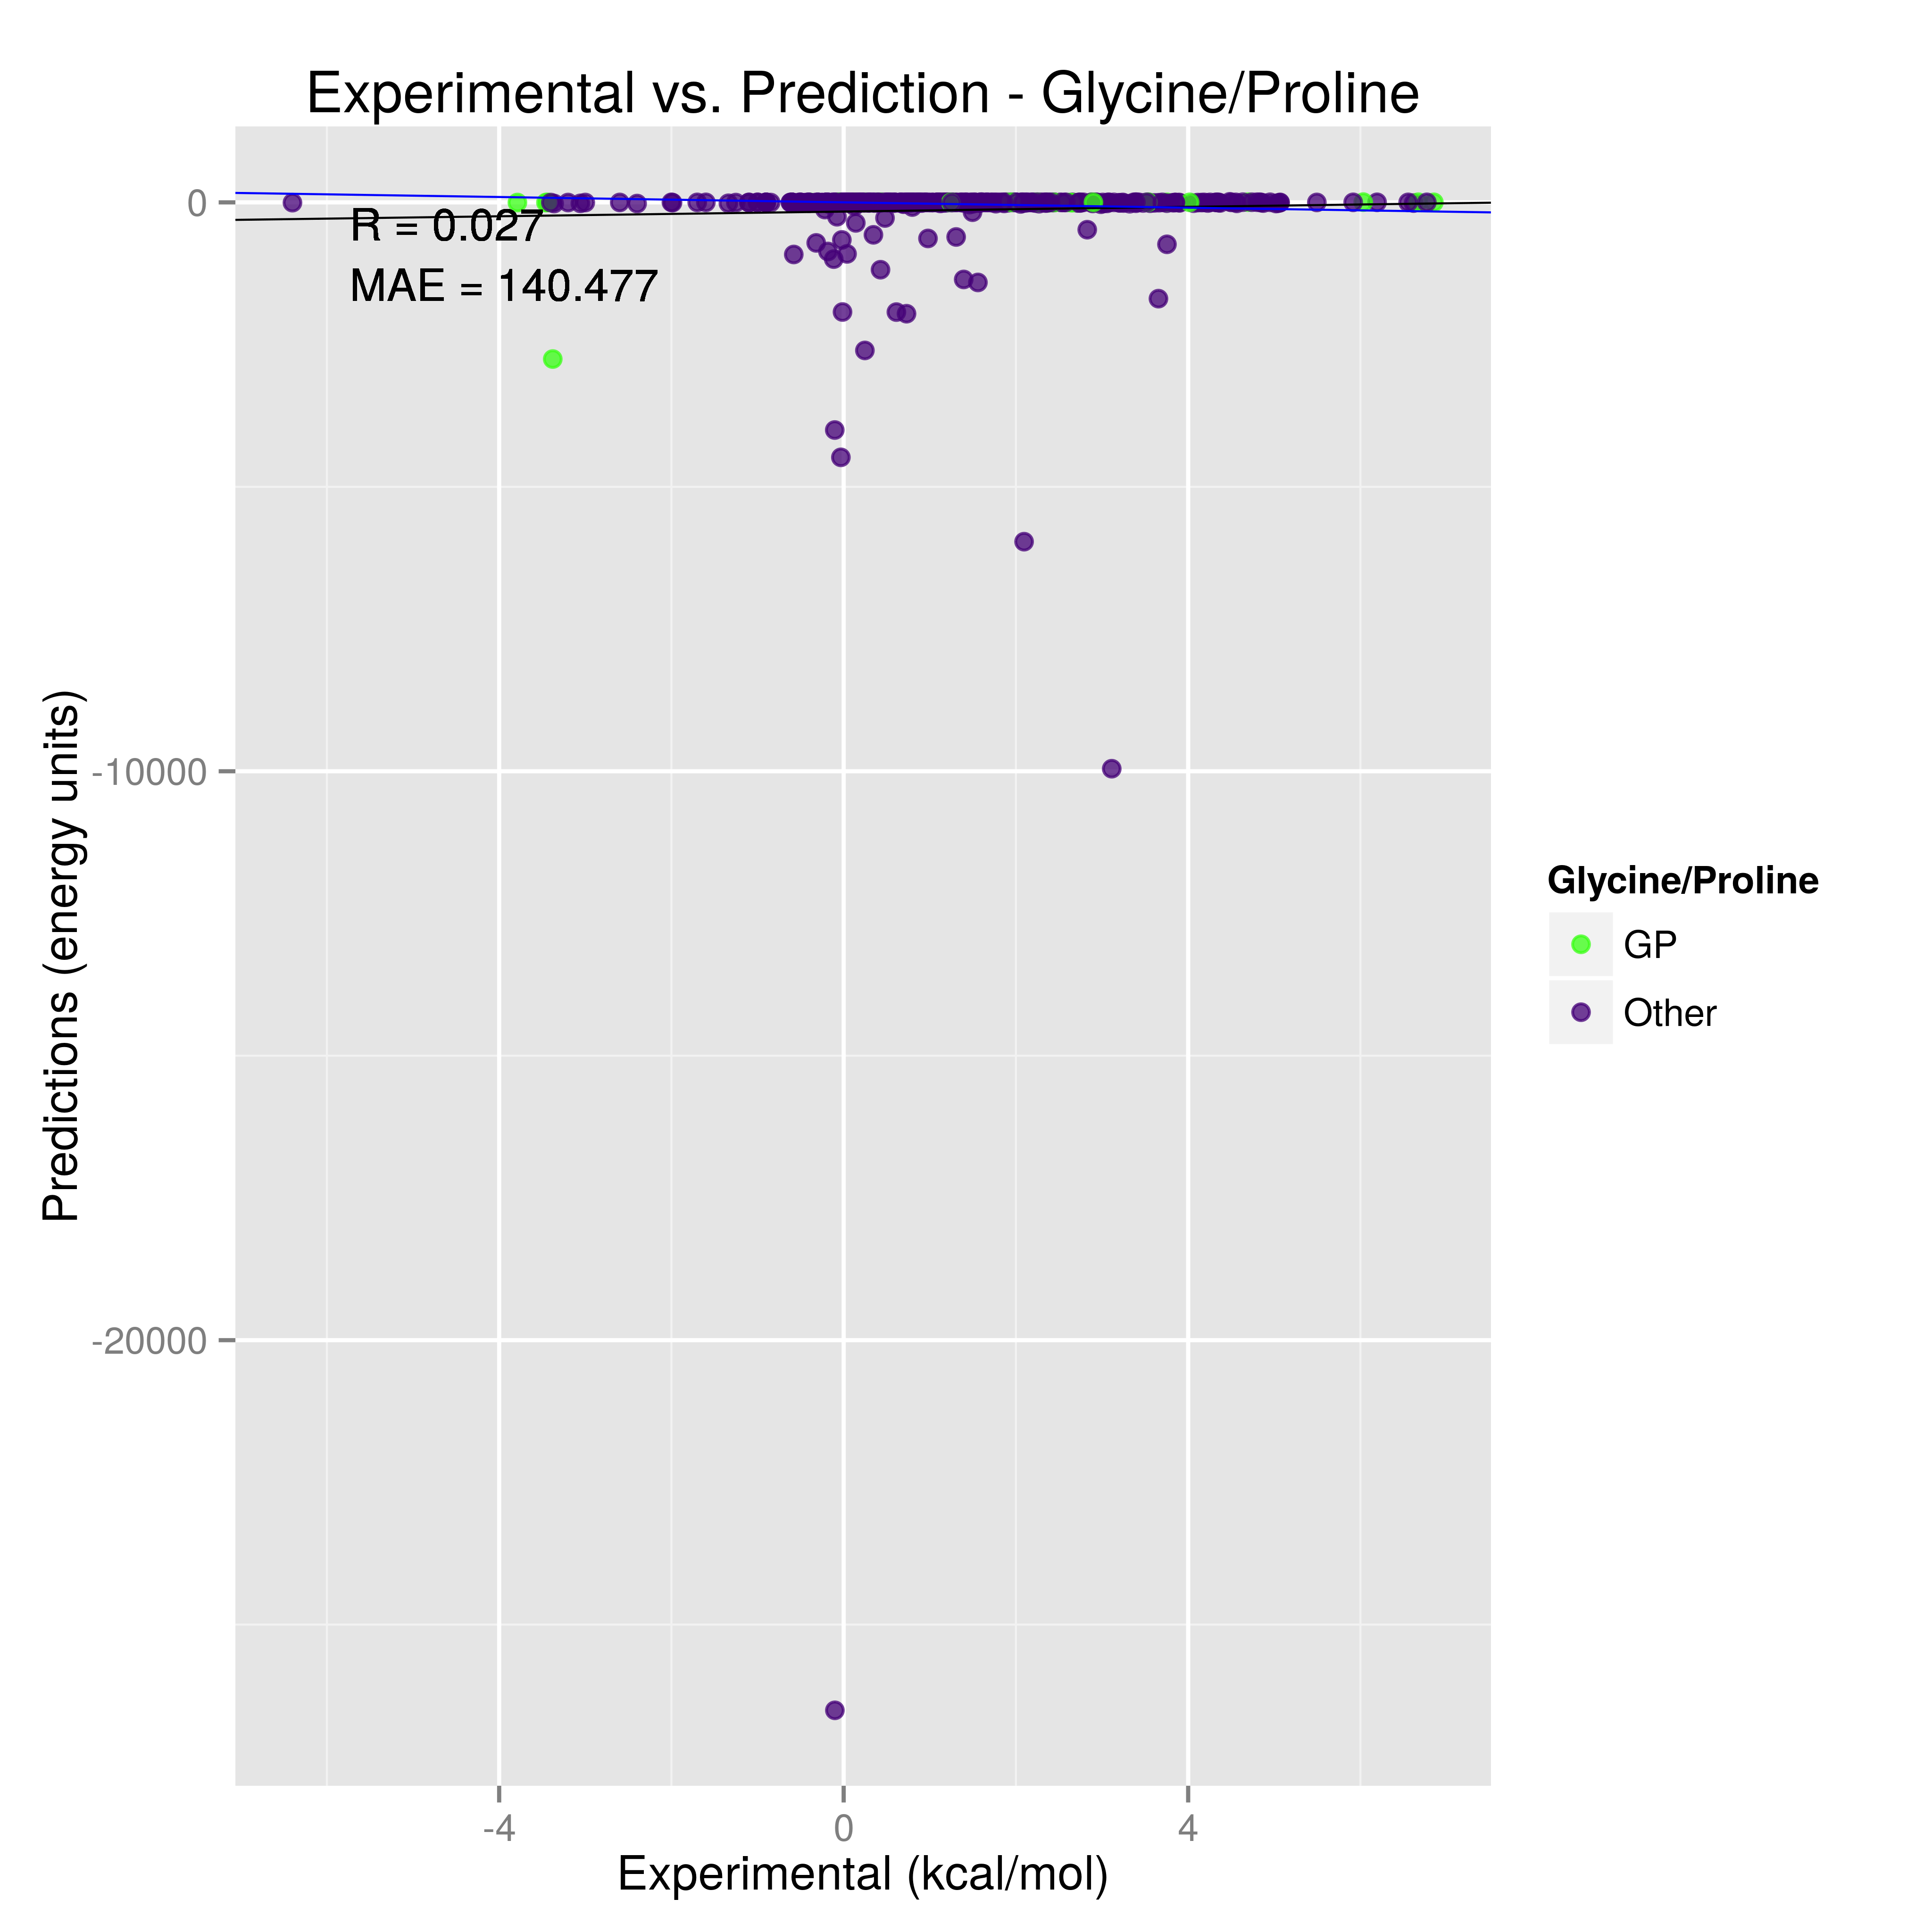 Experimental vs. Prediction - Glycine/Proline
0
R = 0.027
MAE = 140.477
-10000
-20000
Predictions (energy units)
-4
0
4
Experimental (kcal/mol)
Glycine/Proline
GP
Other